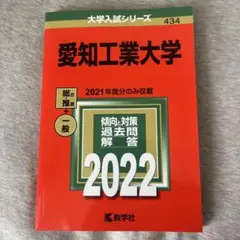 大学入試シリーズ
434
愛知工業大学
2021年度分のみ収載
総合
推薦
一般
傾向と対策
過去問
解答
2022
教学社